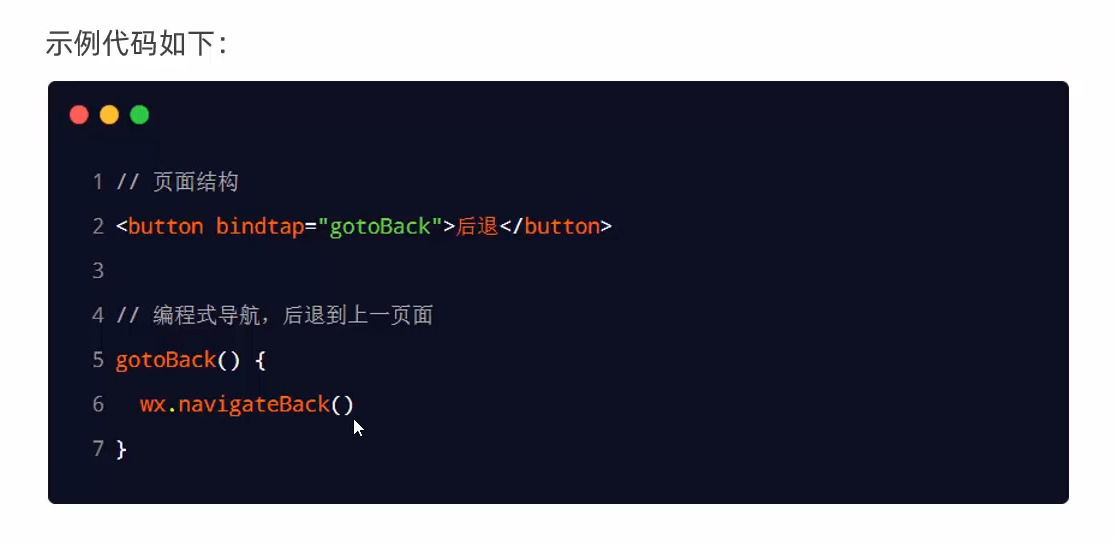 示例代码如下：
1 // 页面结构
2 <button bindtap="gotoBack">后退</button>
3
4 // 编程式导航，后退到上一页面
5 gotoBack() {
6   wx.navigateBack()
7 }